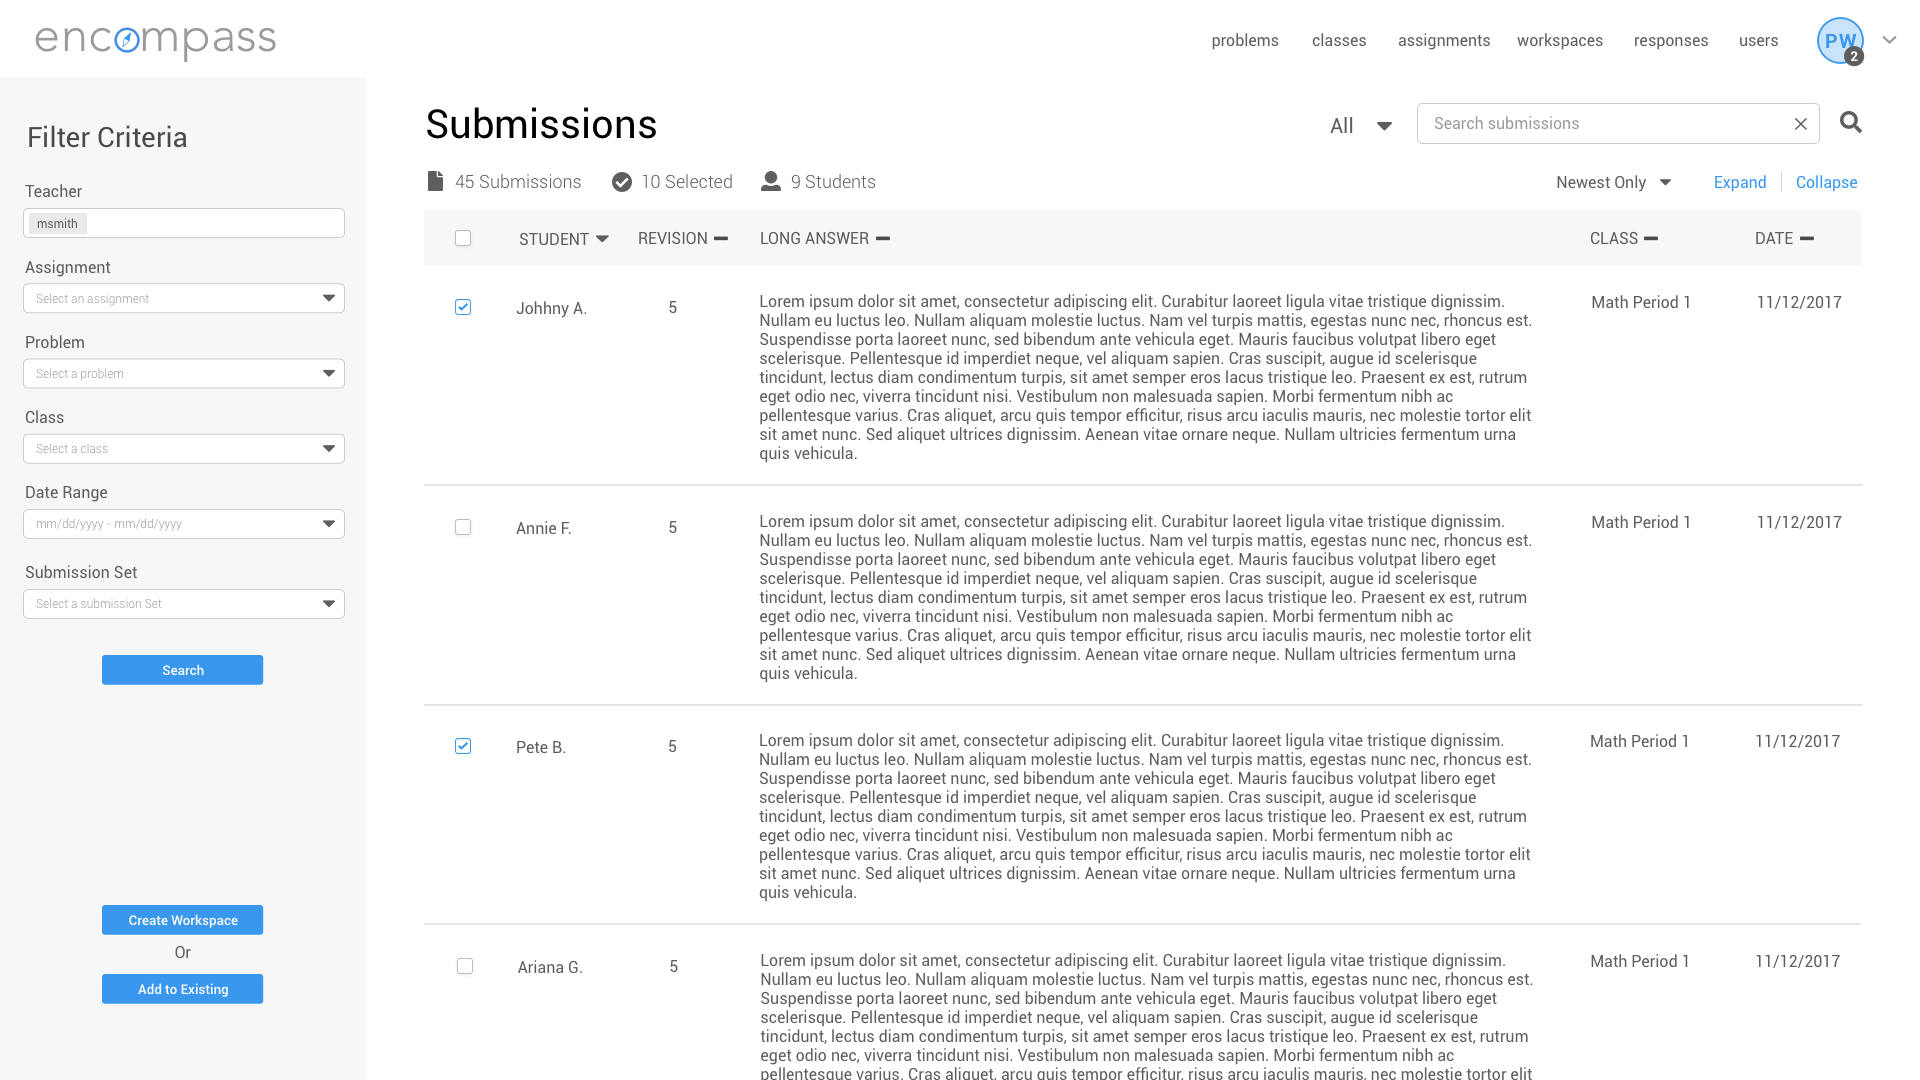 encompass
problems classes assignments workspaces responses users PW 2
Filter Criteria
Teacher
msmith
Assignment
Select an assignment
Problem
Select a problem
Class
Select a class
Date Range
mm/dd/yyyy - mm/dd/yyyy
Submission Set
Select a submission Set
Search
Create Workspace
Or
Add to Existing
Submissions
All Search submissions
45 Submissions 10 Selected 9 Students Newest Only Expand Collapse
STUDENT REVISION LONG ANSWER CLASS DATE
Johhny A. 5 Math Period 1 11/12/2017
Lorem ipsum dolor sit amet, consectetur adipiscing elit. Curabitur laoreet ligula vitae tristique dignissim.
Nullam eu luctus leo. Nullam aliquam molestie luctus. Nam vel turpis mattis, egestas nunc nec, rhoncus est.
Suspendisse porta laoreet nunc, sed bibendum ante vehicula eget. Mauris faucibus volutpat libero eget
scelerisque. Pellentesque id imperdiet neque, vel aliquam sapien. Cras suscipit, augue id scelerisque
tincidunt, lectus diam condimentum turpis, sit amet semper eros lacus tristique leo. Praesent ex est, rutrum
eget odio nec, viverra tincidunt nisi. Vestibulum non malesuada sapien. Morbi fermentum nibh ac
pellentesque varius. Cras aliquet, arcu quis tempor efficitur, risus arcu iaculis mauris, nec molestie tortor elit
sit amet nunc. Sed aliquet ultrices dignissim. Aenean vitae ornare neque. Nullam ultricies fermentum urna
quis vehicula.
Annie F. 5 Math Period 1 11/12/2017
Lorem ipsum dolor sit amet, consectetur adipiscing elit. Curabitur laoreet ligula vitae tristique dignissim.
Nullam eu luctus leo. Nullam aliquam molestie luctus. Nam vel turpis mattis, egestas nunc nec, rhoncus est.
Suspendisse porta laoreet nunc, sed bibendum ante vehicula eget. Mauris faucibus volutpat libero eget
scelerisque. Pellentesque id imperdiet neque, vel aliquam sapien. Cras suscipit, augue id scelerisque
tincidunt, lectus diam condimentum turpis, sit amet semper eros lacus tristique leo. Praesent ex est, rutrum
eget odio nec, viverra tincidunt nisi. Vestibulum non malesuada sapien. Morbi fermentum nibh ac
pellentesque varius. Cras aliquet, arcu quis tempor efficitur, risus arcu iaculis mauris, nec molestie tortor elit
sit amet nunc. Sed aliquet ultrices dignissim. Aenean vitae ornare neque. Nullam ultricies fermentum urna
quis vehicula.
Pete B. 5 Math Period 1 11/12/2017
Lorem ipsum dolor sit amet, consectetur adipiscing elit. Curabitur laoreet ligula vitae tristique dignissim.
Nullam eu luctus leo. Nullam aliquam molestie luctus. Nam vel turpis mattis, egestas nunc nec, rhoncus est.
Suspendisse porta laoreet nunc, sed bibendum ante vehicula eget. Mauris faucibus volutpat libero eget
scelerisque. Pellentesque id imperdiet neque, vel aliquam sapien. Cras suscipit, augue id scelerisque
tincidunt, lectus diam condimentum turpis, sit amet semper eros lacus tristique leo. Praesent ex est, rutrum
eget odio nec, viverra tincidunt nisi. Vestibulum non malesuada sapien. Morbi fermentum nibh ac
pellentesque varius. Cras aliquet, arcu quis tempor efficitur, risus arcu iaculis mauris, nec molestie tortor elit
sit amet nunc. Sed aliquet ultrices dignissim. Aenean vitae ornare neque. Nullam ultricies fermentum urna
quis vehicula.
Ariana G. 5 Math Period 1 11/12/2017
Lorem ipsum dolor sit amet, consectetur adipiscing elit. Curabitur laoreet ligula vitae tristique dignissim.
Nullam eu luctus leo. Nullam aliquam molestie luctus. Nam vel turpis mattis, egestas nunc nec, rhoncus est.
Suspendisse porta laoreet nunc, sed bibendum ante vehicula eget. Mauris faucibus volutpat libero eget
scelerisque. Pellentesque id imperdiet neque, vel aliquam sapien. Cras suscipit, augue id scelerisque
tincidunt, lectus diam condimentum turpis, sit amet semper eros lacus tristique leo. Praesent ex est, rutrum
eget odio nec, viverra tincidunt nisi. Vestibulum non malesuada sapien. Morbi fermentum nibh ac
pellentesque varius. Cras aliquet, arcu quis tempor efficitur, risus arcu iaculis mauris, nec molestie tortor elit